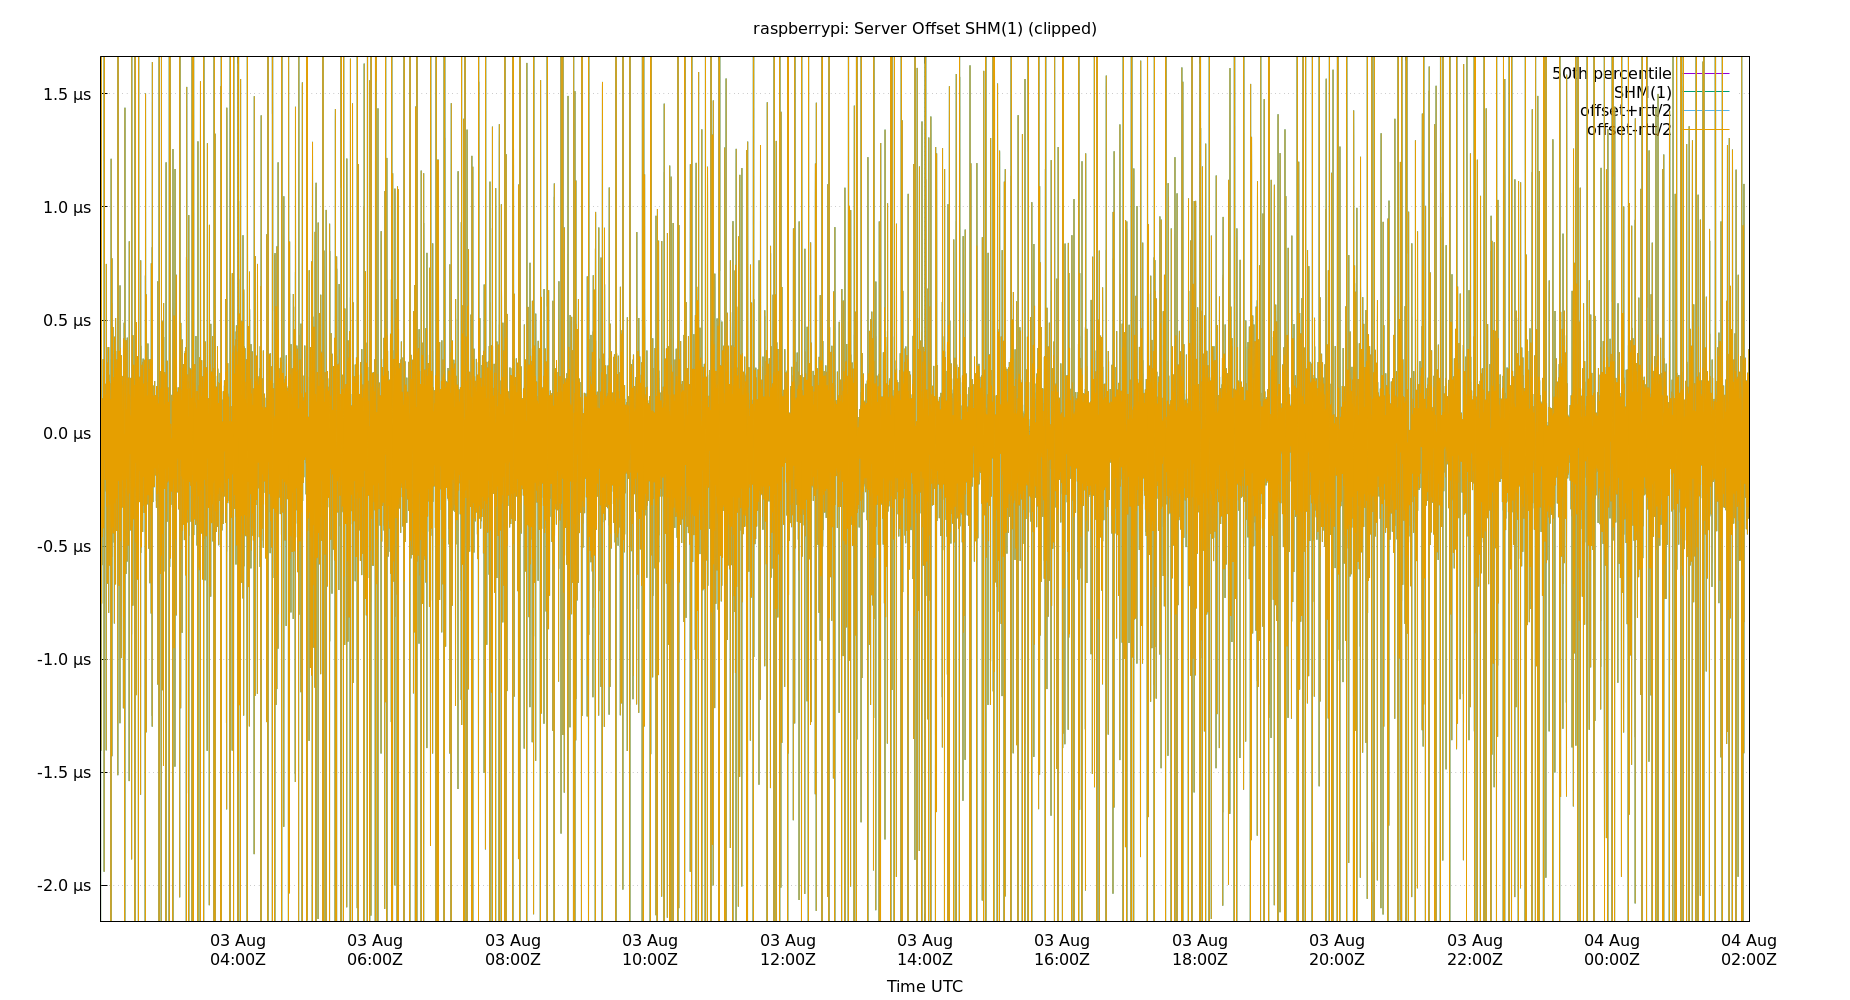 raspberrypi: Server Offset SHM(1) (clipped)
50th percentile
SHM(1)
offset+rtt/2
offset-rtt/2
1.5 µs
1.0 µs
0.5 µs
0.0 µs
-0.5 µs
-1.0 µs
-1.5 µs
-2.0 µs
03 Aug 03 Aug 03 Aug 03 Aug 03 Aug 03 Aug 03 Aug 03 Aug 03 Aug 03 Aug 04 Aug 04 Aug
04:00Z 06:00Z 08:00Z 10:00Z 12:00Z 14:00Z 16:00Z 18:00Z 20:00Z 22:00Z 00:00Z 02:00Z
Time UTC